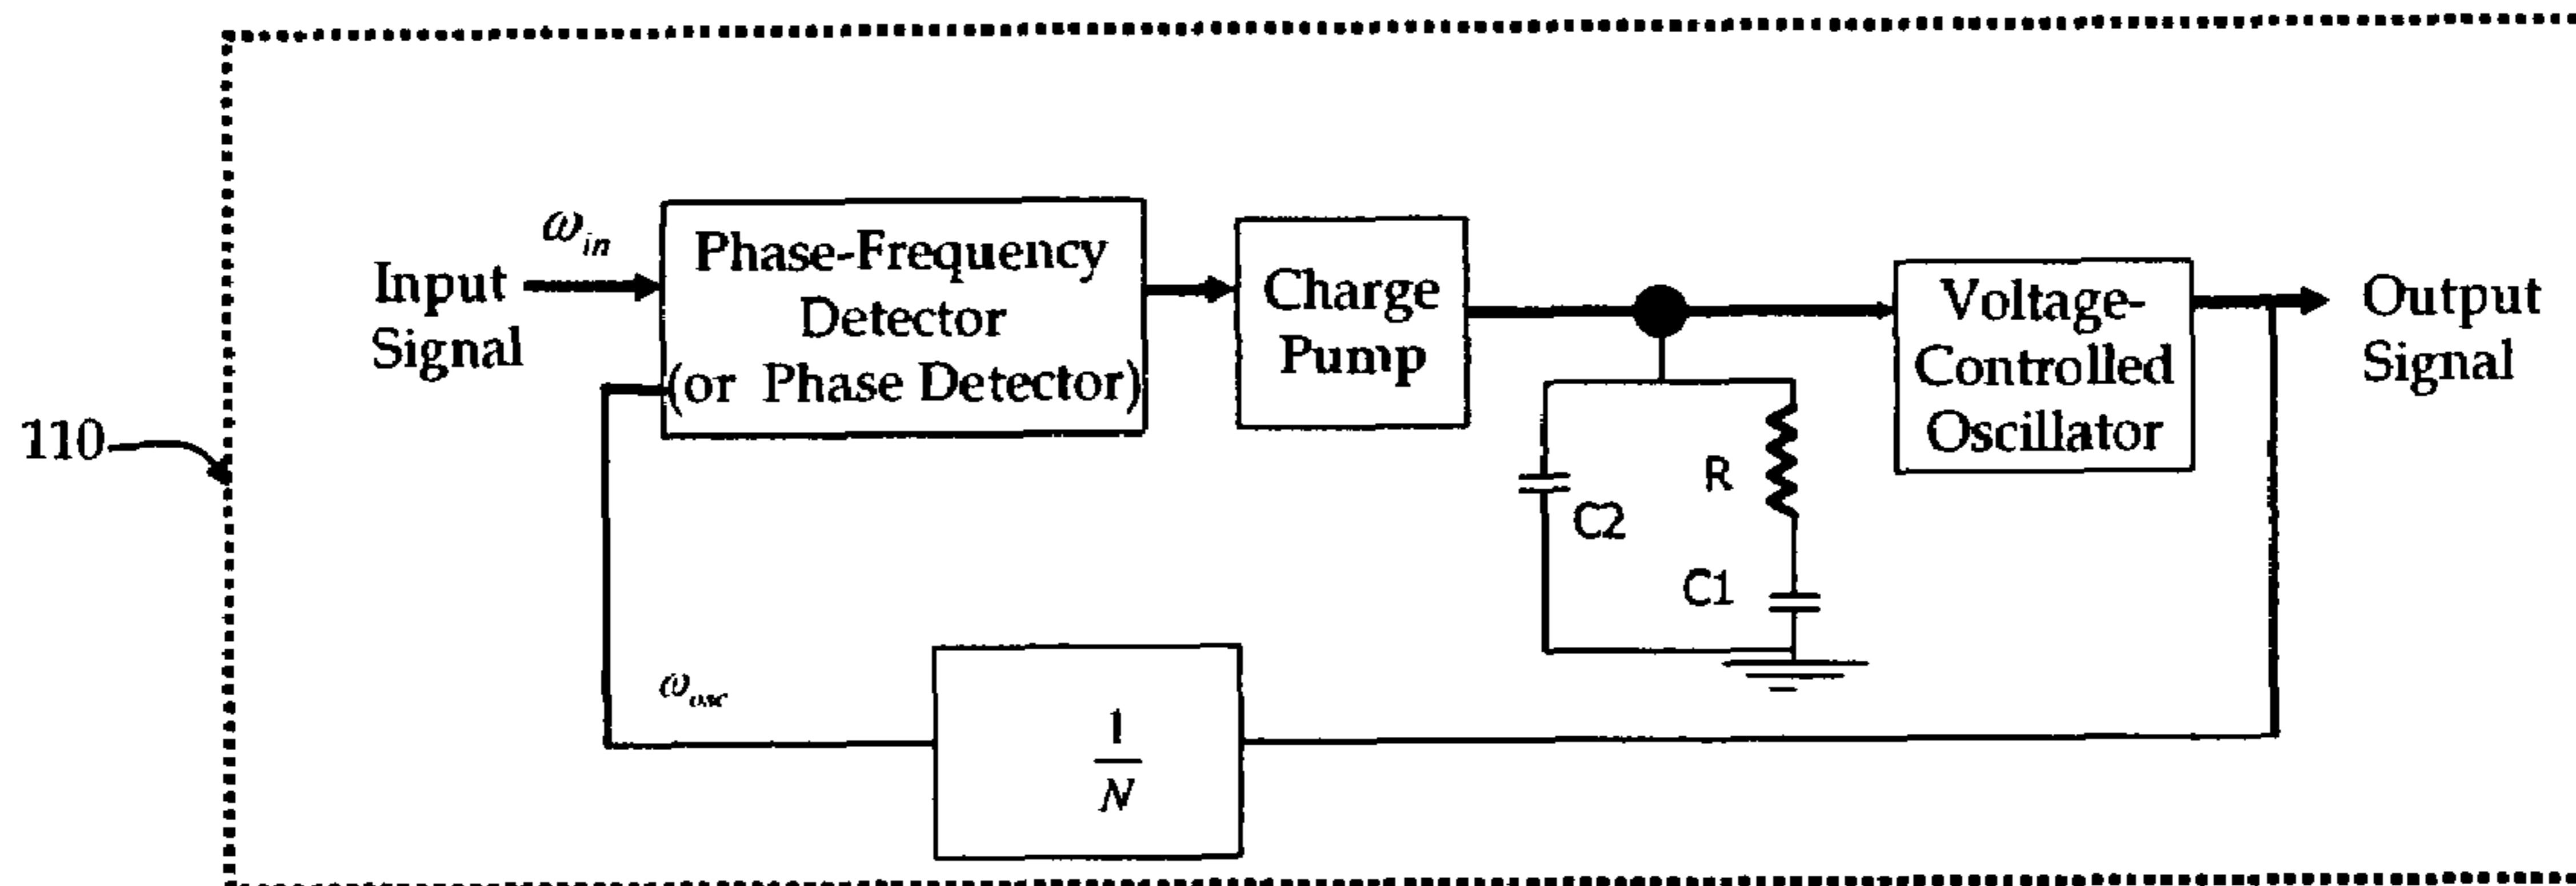 ω_in
Input
Signal
Phase-Frequency
Detector
(or Phase Detector)
Charge
Pump
Voltage-
Controlled
Oscillator
Output
Signal
110
R
C2
C1
ω_osc
1
N